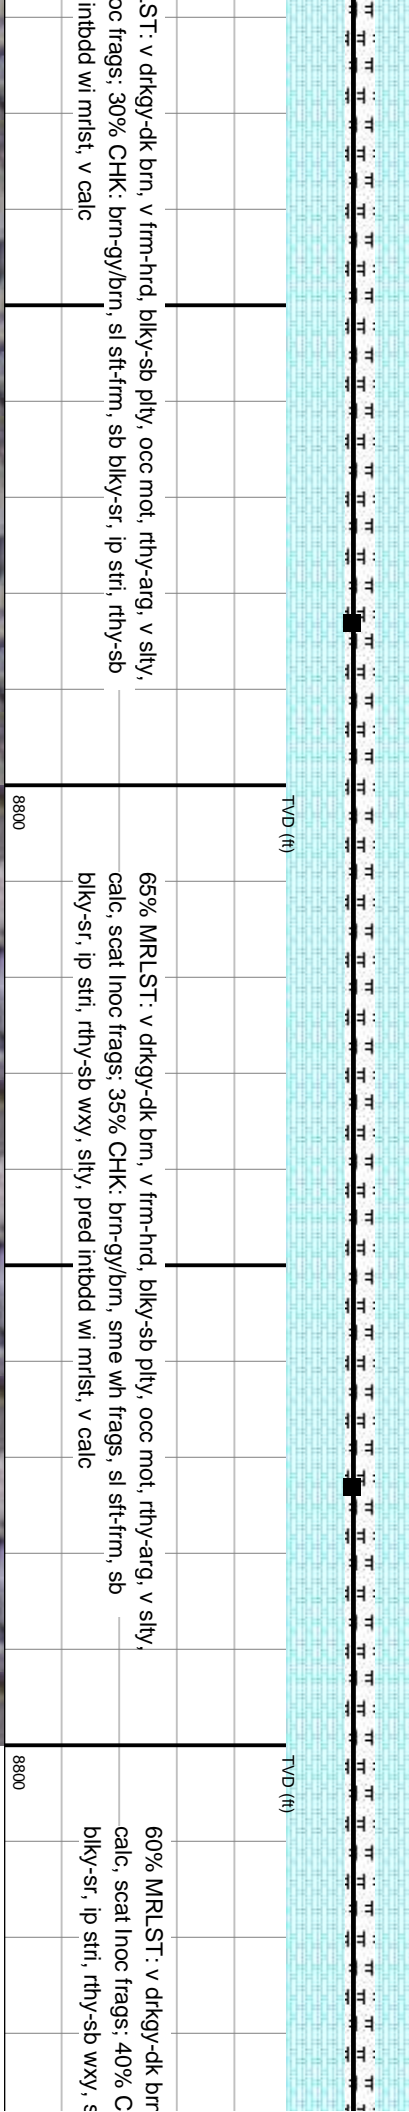 .ST: v drkgy-dk brn, v frm-hrd, blky-sb plty, occ mot, rthy-arg, v slty,
oc frags; 30% CHK: brn-gy/brn, sl sft-frm, sb blky-sr, ip stri, rthy-sb
intbdd wi mrlst, v calc
TVD (ft)
8800
65% MRLST: v drkgy-dk brn, v frm-hrd, blky-sb plty, occ mot, rthy-arg, v slty,
calc, scat Inoc frags; 35% CHK: brn-gy/brn, sme wh frags, sl sft-frm, sb
blky-sr, ip stri, rthy-sb wxy, slty, pred intbdd wi mrlst, v calc
TVD (ft)
8800
60% MRLST: v drkgy-dk brn
calc, scat Inoc frags; 40% C
blky-sr, ip stri, rthy-sb wxy, s